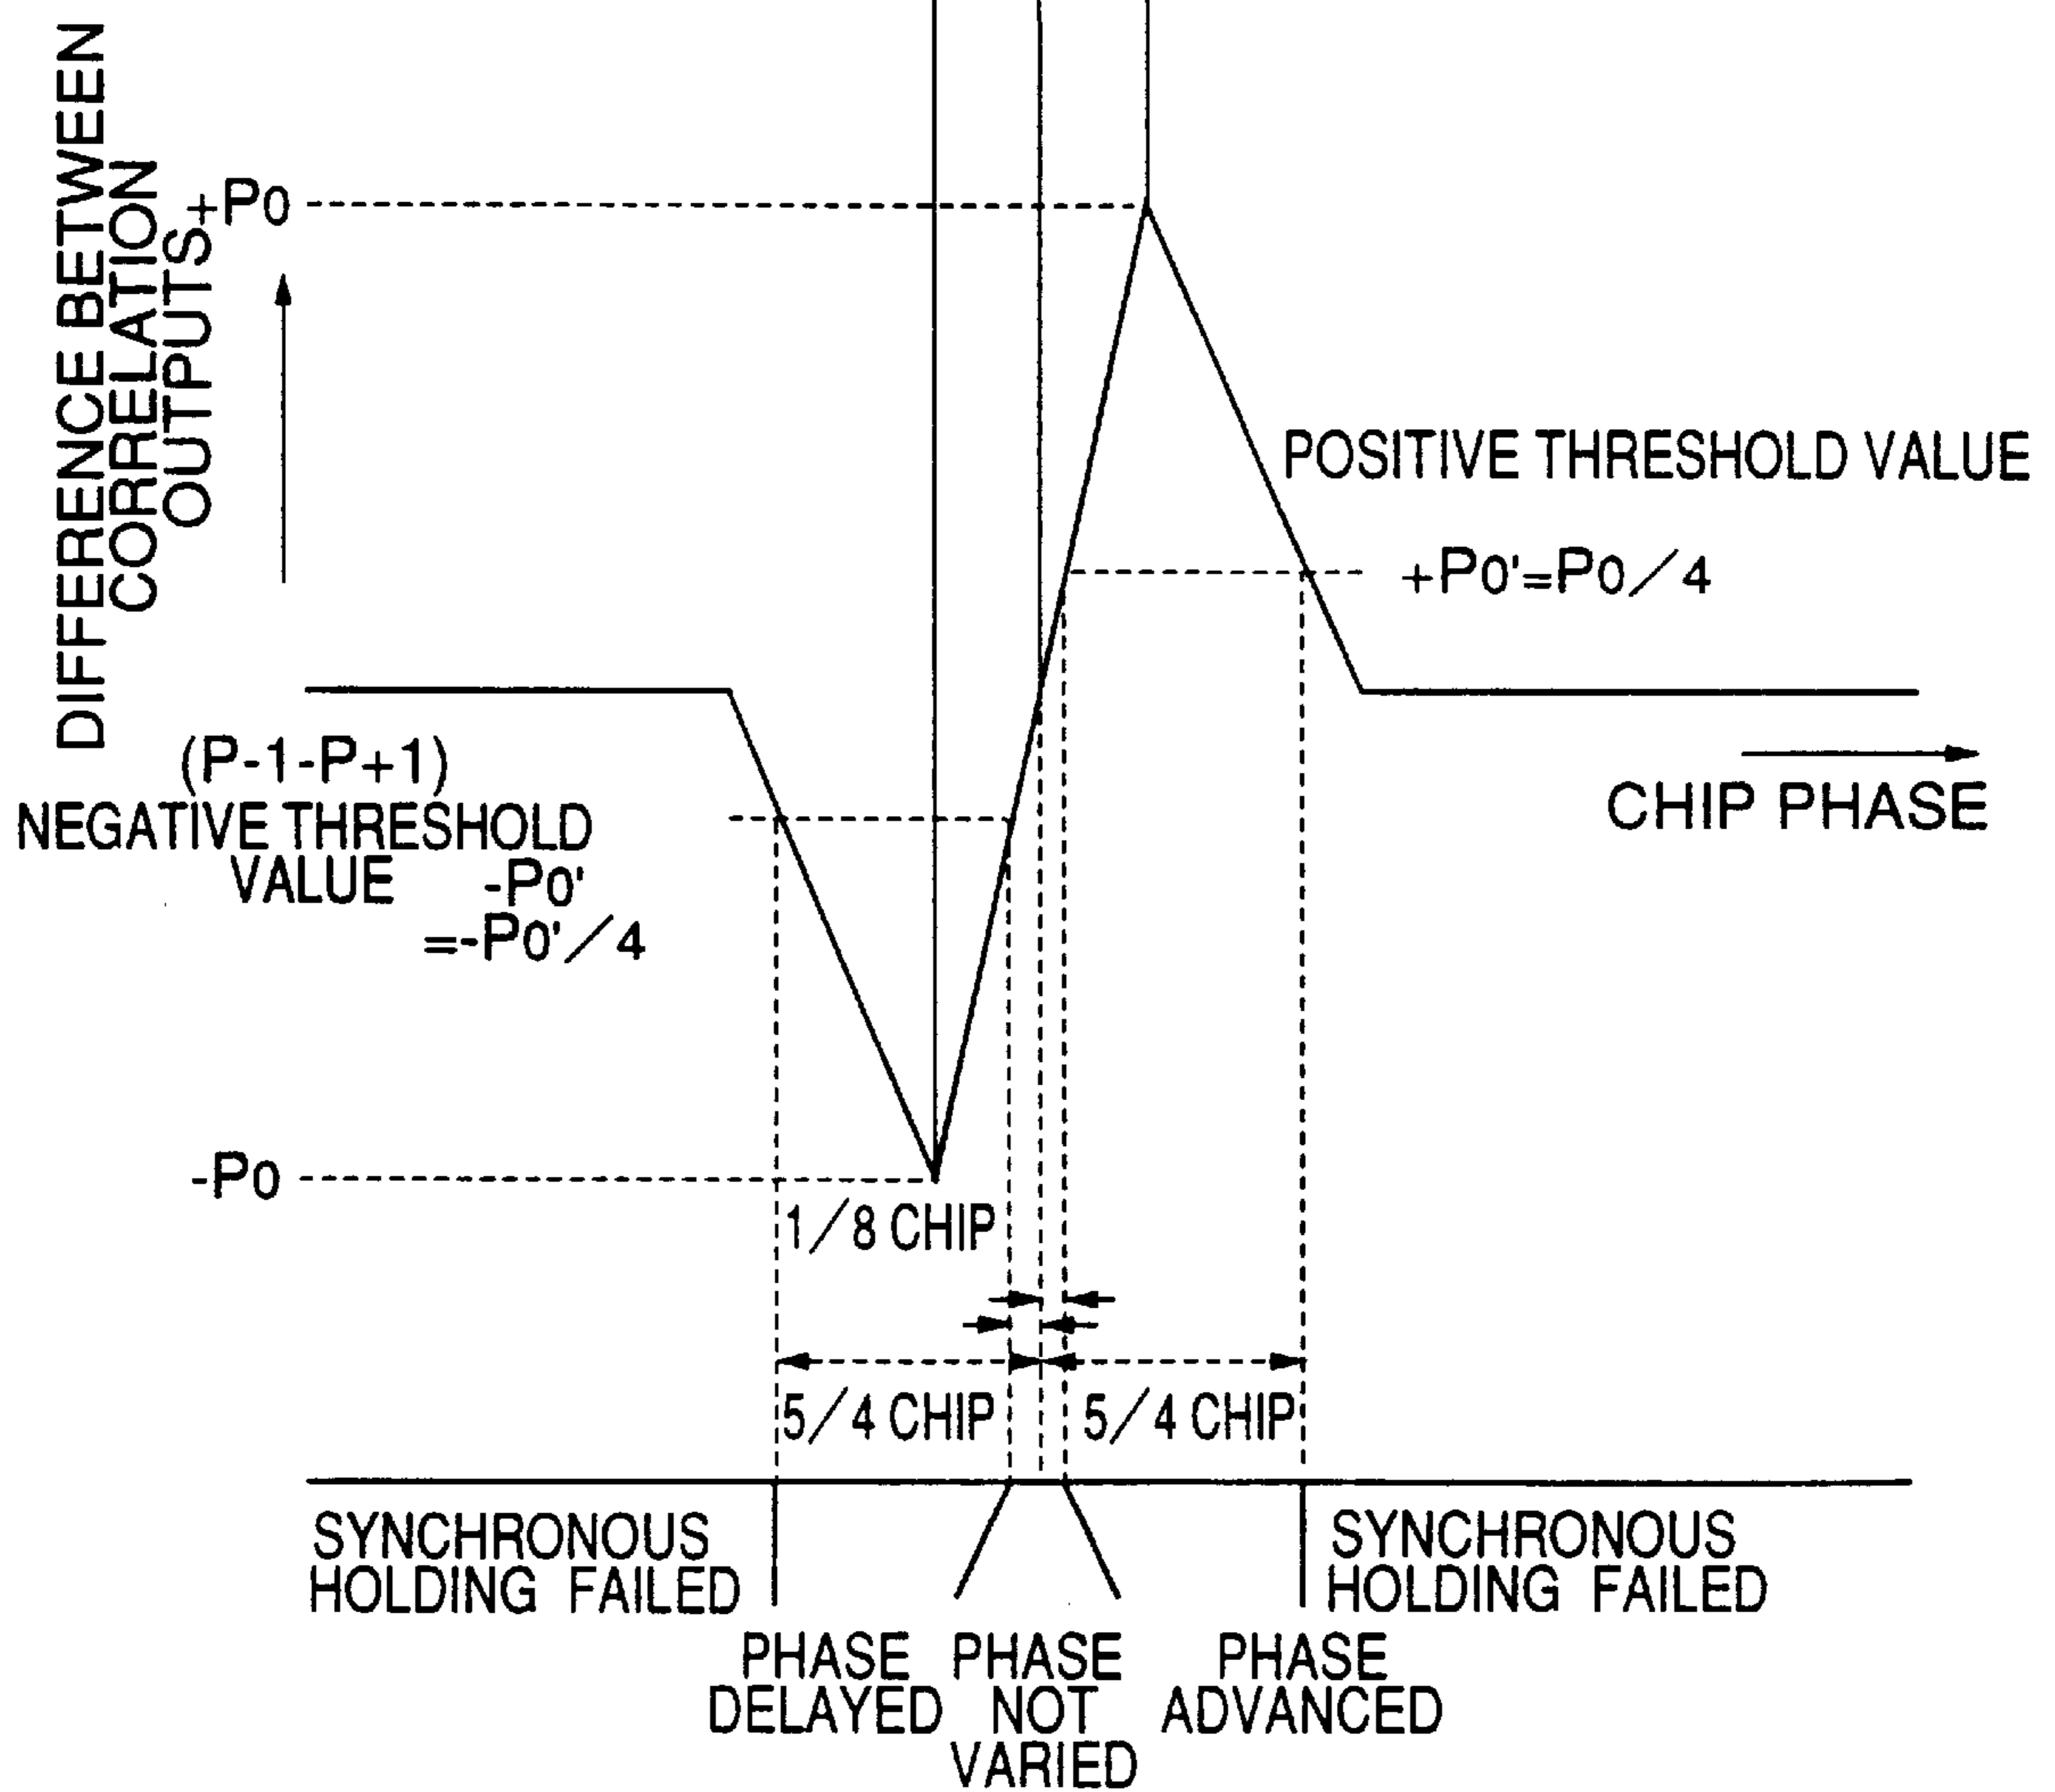 DIFFERENCE BETWEEN
CORRELATION
OUTPUTS
+P0
POSITIVE THRESHOLD VALUE
+P0'=P0/4
(P-1-P+1)
NEGATIVE THRESHOLD
VALUE -P0'
=-P0'/4
CHIP PHASE
-P0
1/8 CHIP
5/4 CHIP
5/4 CHIP
SYNCHRONOUS
HOLDING FAILED
SYNCHRONOUS
HOLDING FAILED
PHASE
DELAYED
PHASE
NOT
VARIED
PHASE
ADVANCED